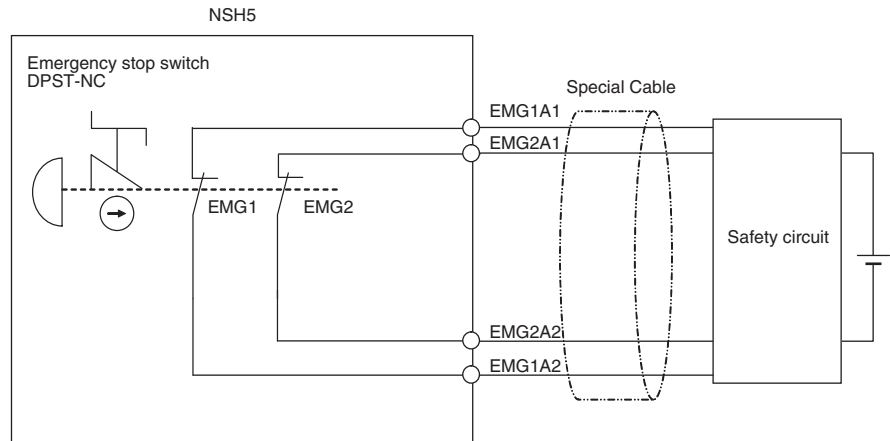 NSH5
Emergency stop switch
DPST-NC
Special Cable
EMG1A1
EMG2A1
EMG1
EMG2
Safety circuit
EMG2A2
EMG1A2